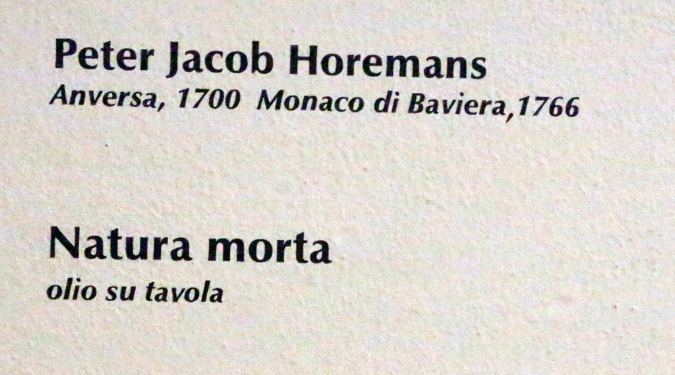 Peter Jacob Horemans
Anversa, 1700 Monaco di Baviera,1766
Natura morta
olio su tavola